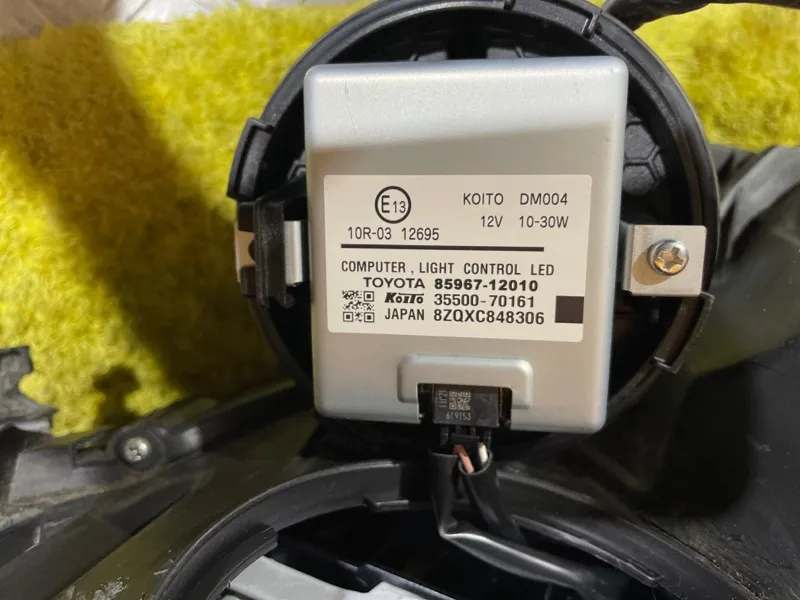 E13
KOITO DM004
12V 10-30W
10R-03 12695
COMPUTER, LIGHT CONTROL LED
TOYOTA 85967-12010
KOITO 35500-70161
JAPAN 8ZQXC848306